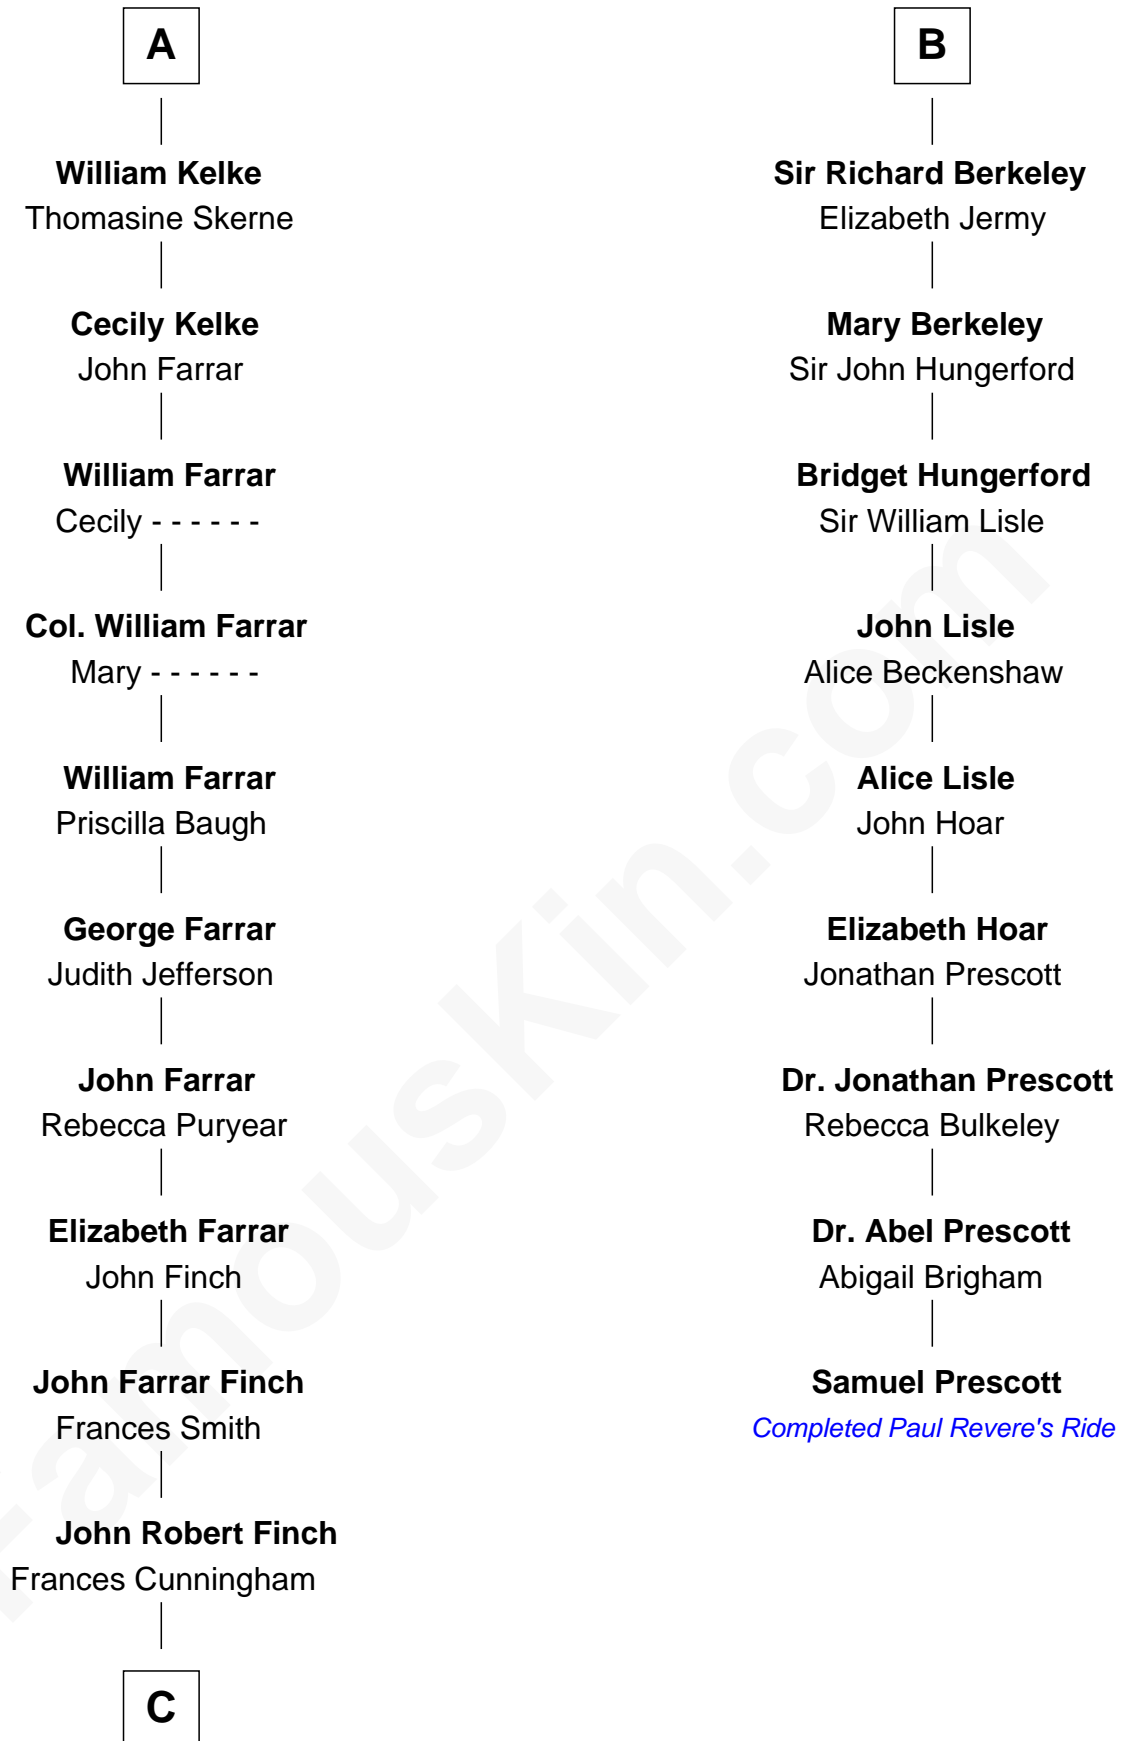 A
William Kelke
Thomasine Skerne
Cecily Kelke
John Farrar
William Farrar
Cecily - - - - - -
Col. William Farrar
Mary - - - - - -
William Farrar
Priscilla Baugh
George Farrar
Judith Jefferson
John Farrar
Rebecca Puryear
Elizabeth Farrar
John Finch
John Farrar Finch
Frances Smith
John Robert Finch
Frances Cunningham
C
B
Sir Richard Berkeley
Elizabeth Jermy
Mary Berkeley
Sir John Hungerford
Bridget Hungerford
Sir William Lisle
John Lisle
Alice Beckenshaw
Alice Lisle
John Hoar
Elizabeth Hoar
Jonathan Prescott
Dr. Jonathan Prescott
Rebecca Bulkeley
Dr. Abel Prescott
Abigail Brigham
Samuel Prescott
Completed Paul Revere's Ride
FamousKin.com